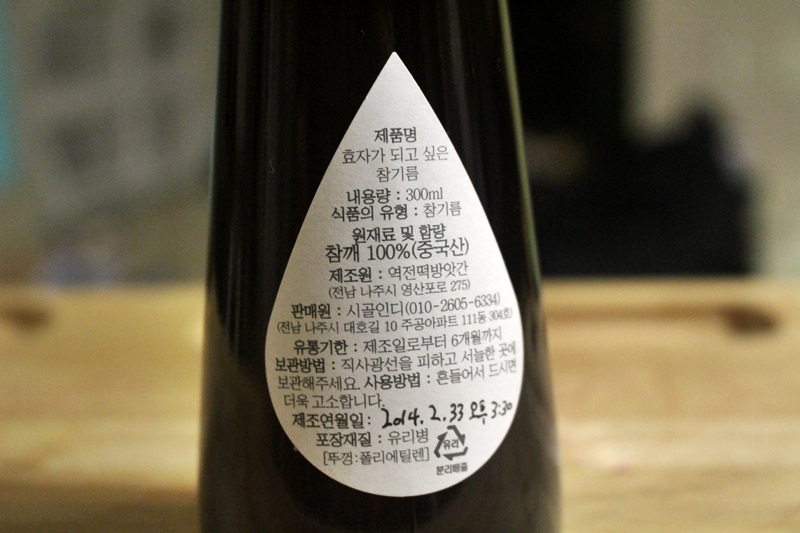 제품명
효자가 되고 싶은
참기름
내용량 : 300ml
식품의 유형 : 참기름
원재료 및 함량
참깨 100%(중국산)
제조원 : 역전떡방앗간
(전남 나주시 영산포로 275)
판매원 : 시골인디(010-2605-6334)
(전남 나주시 대호길 10 주공아파트 111동 304호)
유통기한 : 제조일로부터 6개월까지
보관방법 : 직사광선을 피하고 서늘한 곳에
보관해주세요. 사용방법 : 흔들어서 드시면
더욱 고소합니다.
제조연월일 : 2014. 2. 33 오후 3:30
포장재질 : 유리병
[뚜껑:폴리에틸렌]
유리
분리배출